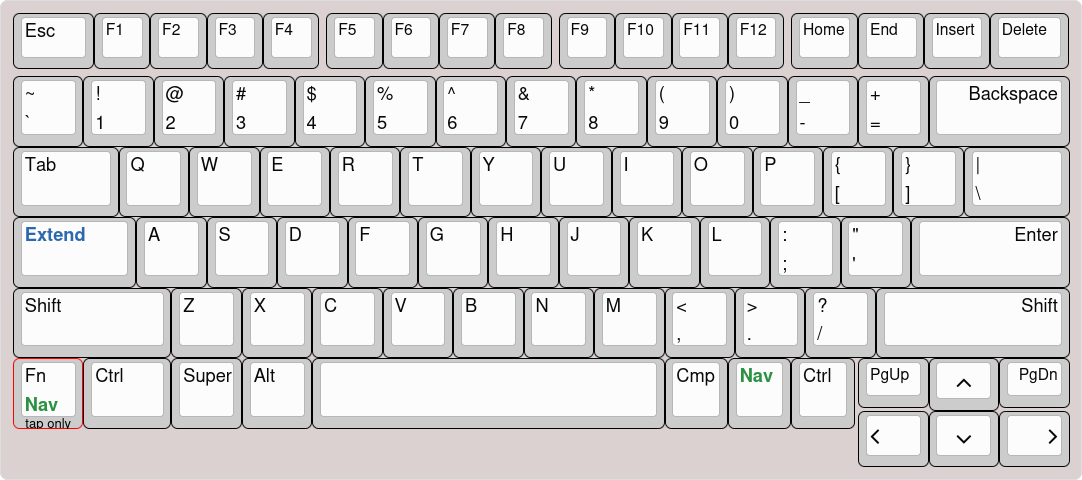 Esc F1 F2 F3 F4 F5 F6 F7 F8 F9 F10 F11 F12 Home End Insert Delete
~ ! @ # $ % ^ & * ( ) _ + Backspace
` 1 2 3 4 5 6 7 8 9 0 - =
Tab Q W E R T Y U I O P { } |
[ ] \
Extend A S D F G H J K L : " Enter
; '
Shift Z X C V B N M < > ? Shift
, . /
Fn Ctrl Super Alt Cmp Nav Ctrl PgUp PgDn
Nav
tap only